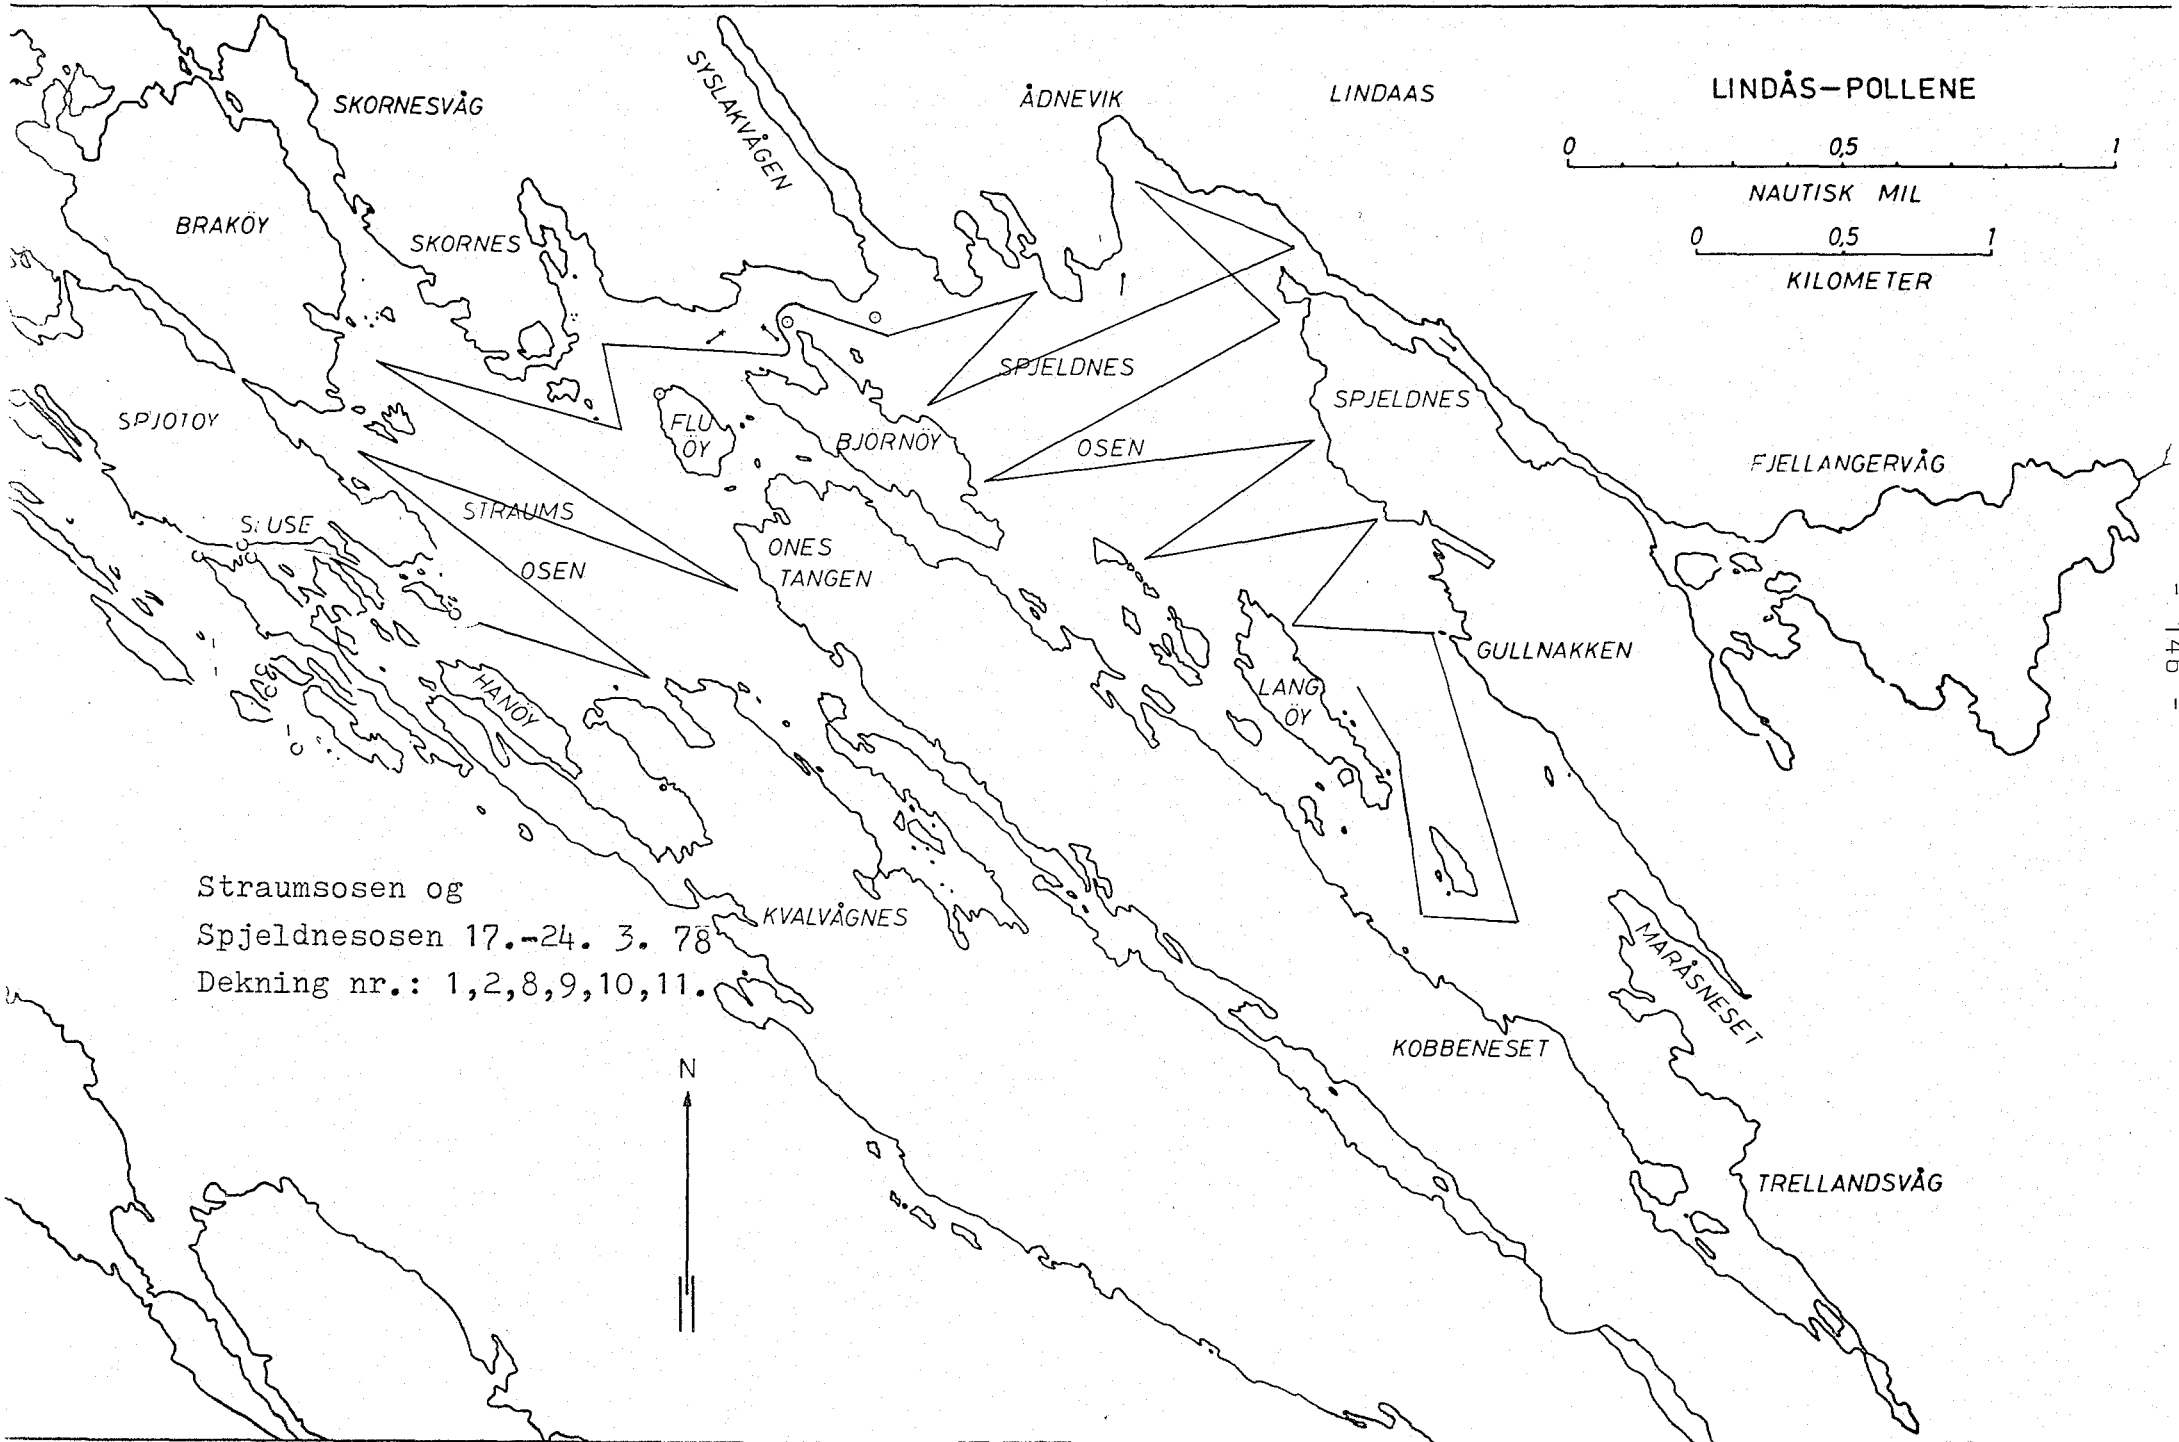 LINDÅS-POLLENE
0 0,5 1
NAUTISK MIL
0 0,5 1
KILOMETER
SKORNESVÅG
SYSLAKVÅGEN
ÅDNEVIK
LINDAAS
BRAKÖY
SKORNES
SPJELDNES
OSEN
SPJELDNES
SPJOTOY
FLU
ÖY
BJÖRNÖY
FJELLANGERVÅG
STRAUMS
OSEN
ONES
TANGEN
GULLNAKKEN
HANÖY
LANG
ÖY
KVALVÅGNES
MARÅSNESET
KOBBENESET
TRELLANDSVÅG
Straumsosen og
Spjeldnesosen 17.-24. 3. 78
Dekning nr.: 1,2,8,9,10,11.
N